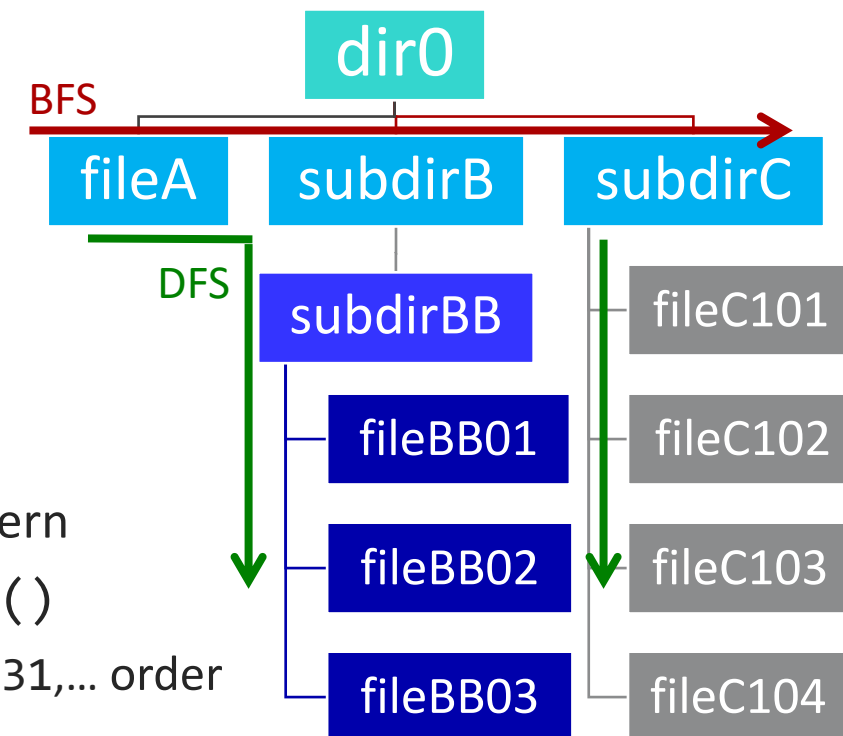 dir0
BFS
fileA
subdirB
subdirC
DFS
subdirBB
fileC101
fileBB01
fileC102
ern
fileBB02
fileC103
()
31,... order
fileBB03
fileC104